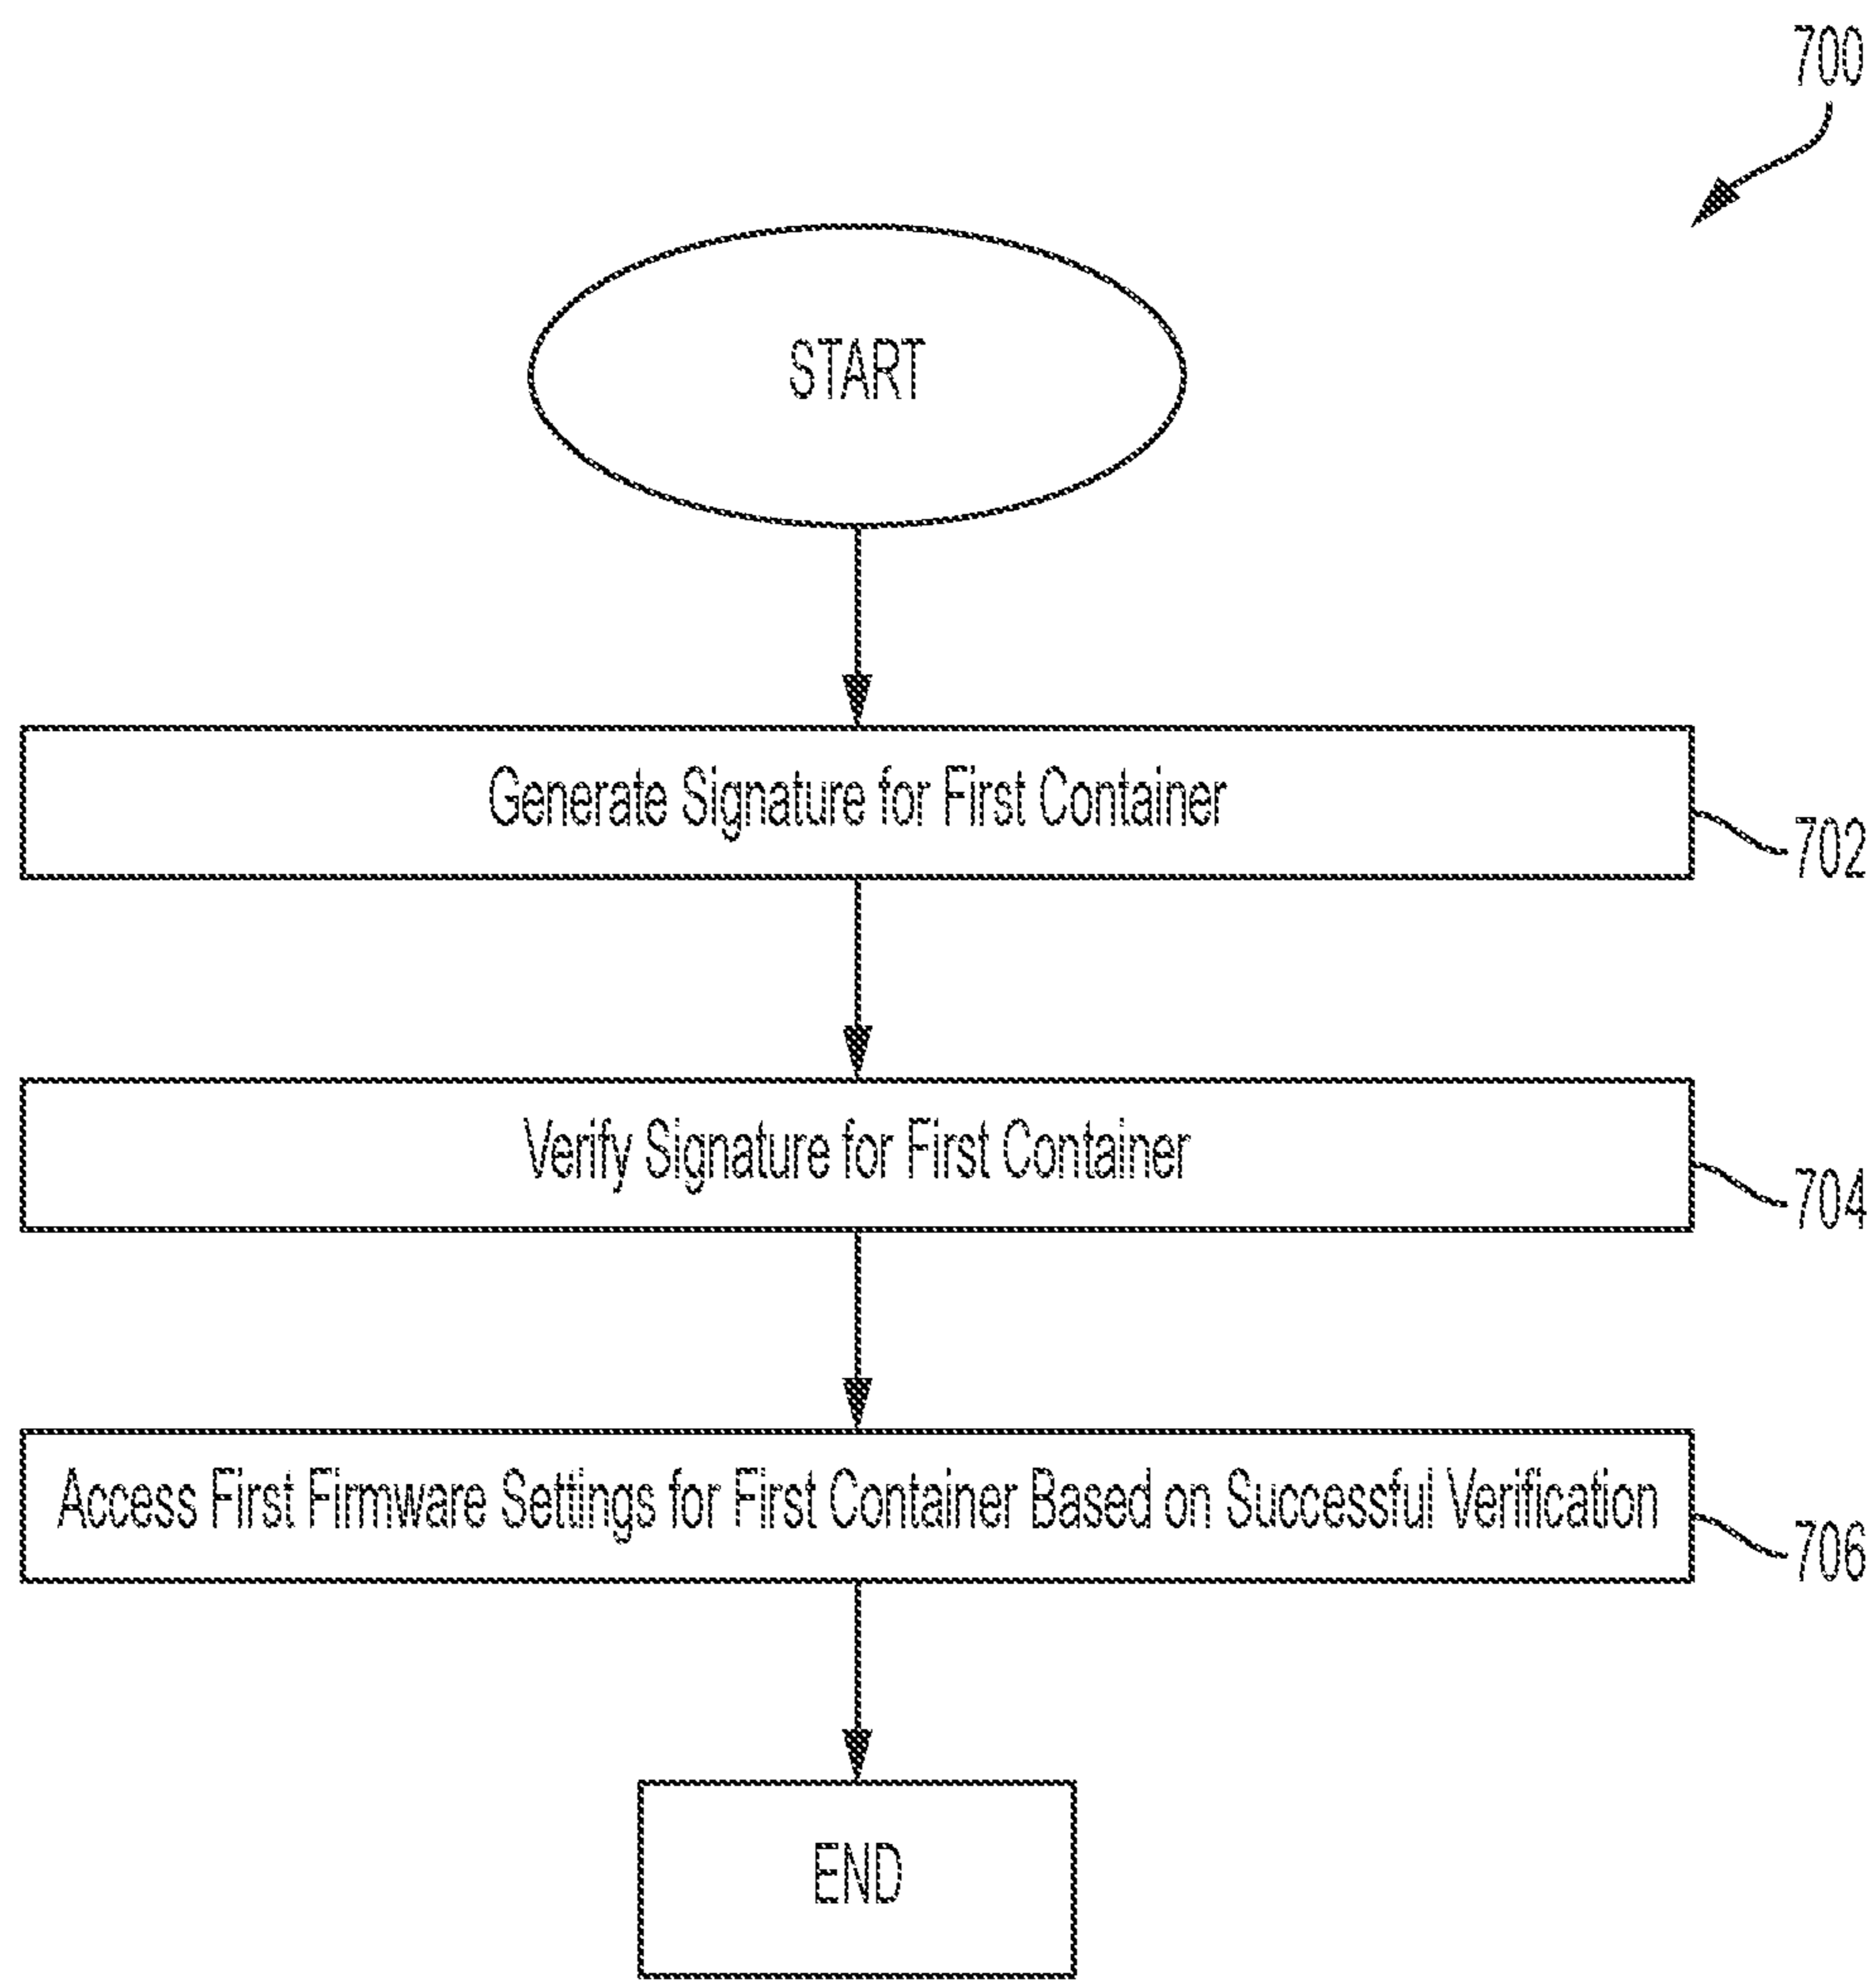 700
START
Generate Signature for First Container
702
Verify Signature for First Container
704
Access First Firmware Settings for First Container Based on Successful Verification
706
END